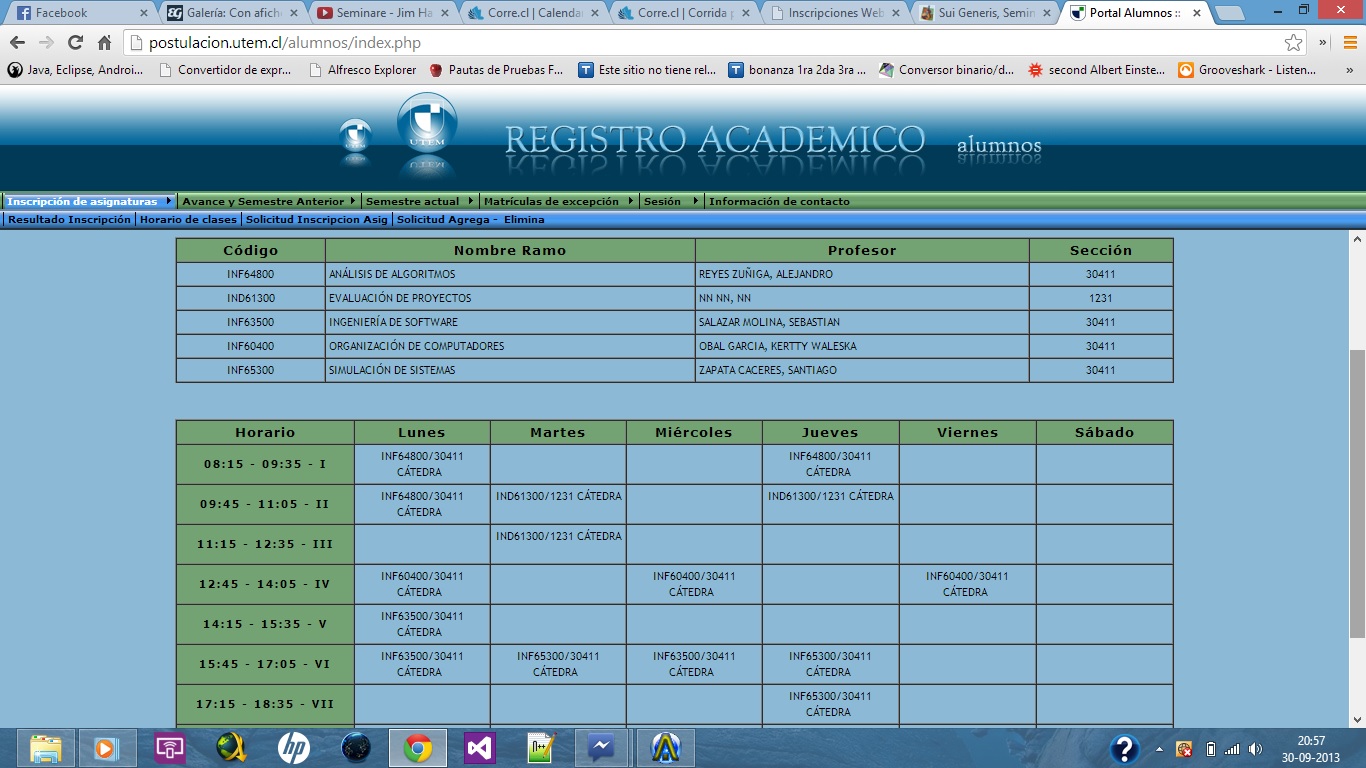 Facebook
Galería: Con afich
Seminare - Jim Ha
Corre.cl | Calenda
Corre.cl | Corrida p
Inscripciones Web
Sui Generis, Semin
Portal Alumnos ::
postulacion.utem.cl/alumnos/index.php
Java, Eclipse, Androi...
Convertidor de expr...
Alfresco Explorer
Pautas de Pruebas F...
Este sitio no tiene rel...
bonanza 1ra 2da 3ra ...
Conversor binario/d...
second Albert Einste...
Grooveshark - Listen...
»
UTEM
UTEM
REGISTRO ACADEMICO alumnos
Inscripción de asignaturas
Avance y Semestre Anterior
Semestre actual
Matrículas de excepción
Sesión
Información de contacto
Resultado Inscripción
Horario de clases
Solicitud Inscripcion Asig
Solicitud Agrega - Elimina
Código Nombre Ramo Profesor Sección
INF64800 ANÁLISIS DE ALGORITMOS REYES ZUÑIGA, ALEJANDRO 30411
IND61300 EVALUACIÓN DE PROYECTOS NN NN, NN 1231
INF63500 INGENIERÍA DE SOFTWARE SALAZAR MOLINA, SEBASTIAN 30411
INF60400 ORGANIZACIÓN DE COMPUTADORES OBAL GARCIA, KERTTY WALESKA 30411
INF65300 SIMULACIÓN DE SISTEMAS ZAPATA CACERES, SANTIAGO 30411
Horario Lunes Martes Miércoles Jueves Viernes Sábado
08:15 - 09:35 - I INF64800/30411 CÁTEDRA INF64800/30411 CÁTEDRA
09:45 - 11:05 - II INF64800/30411 CÁTEDRA IND61300/1231 CÁTEDRA IND61300/1231 CÁTEDRA
11:15 - 12:35 - III IND61300/1231 CÁTEDRA
12:45 - 14:05 - IV INF60400/30411 CÁTEDRA INF60400/30411 CÁTEDRA INF60400/30411 CÁTEDRA
14:15 - 15:35 - V INF63500/30411 CÁTEDRA
15:45 - 17:05 - VI INF63500/30411 CÁTEDRA INF65300/30411 CÁTEDRA INF63500/30411 CÁTEDRA INF65300/30411 CÁTEDRA
17:15 - 18:35 - VII INF65300/30411 CÁTEDRA
hp
20:57
30-09-2013